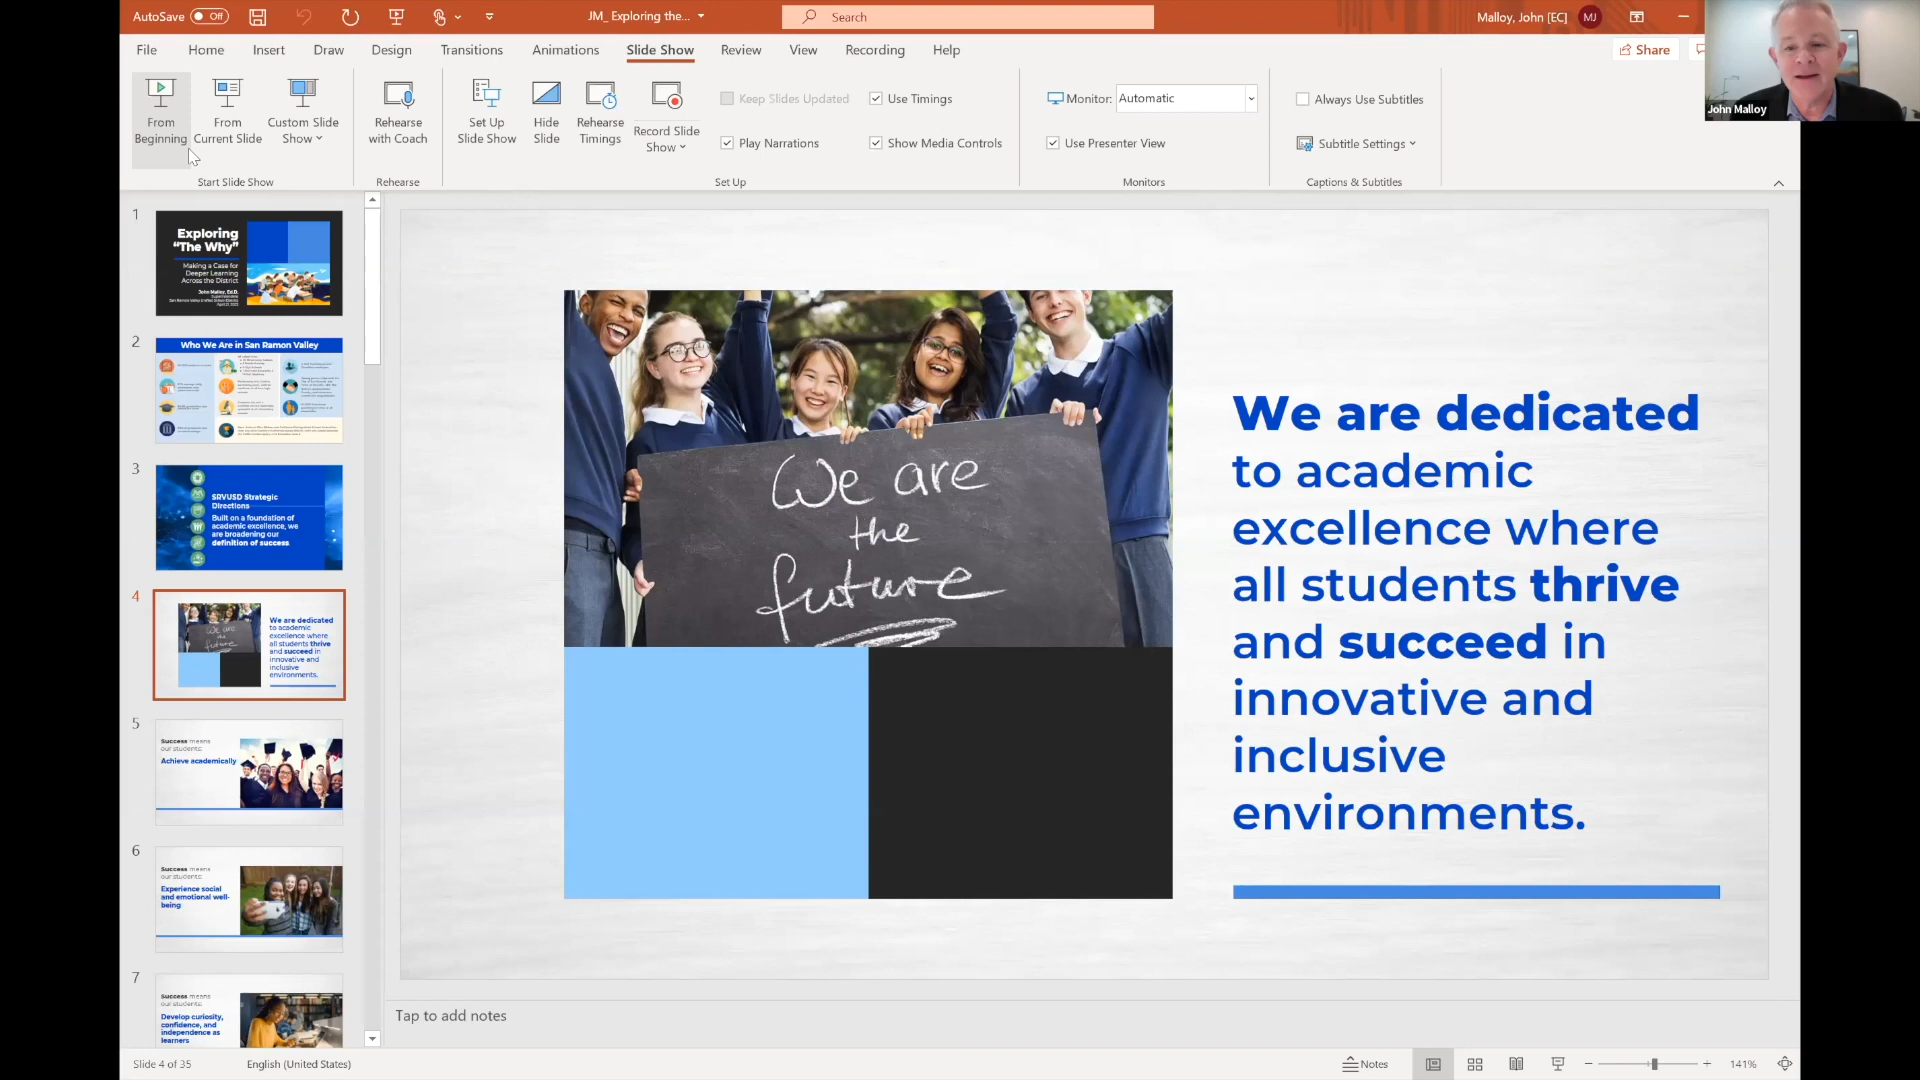 AutoSave Off
JM_ Exploring the...
Search
Malloy, John [EC] MJ
John Malloy
File Home Insert Draw Design Transitions Animations Slide Show Review View Recording Help
Share
From Beginning
From Current Slide
Custom Slide Show
Rehearse with Coach
Set Up Slide Show
Hide Slide
Rehearse Timings
Record Slide Show
Keep Slides Updated
Use Timings
Play Narrations
Show Media Controls
Monitor: Automatic
Use Presenter View
Always Use Subtitles
Subtitle Settings
Start Slide Show
Rehearse
Set Up
Monitors
Captions & Subtitles
1
Exploring
“The Why”
Making a Case for
Deeper Learning
Across the District
John Malloy, Ed.D.
2
Who We Are in San Ramon Valley
3
SRVUSD Strategic
Directions
Built on a foundation of
academic excellence, we
are broadening our
definition of success
4
We are
the
future
We are dedicated
to academic
excellence where
all students thrive
and succeed in
innovative and
inclusive
environments.
5
Success means
our students:
Achieve academically
6
Success means
our students:
Experience social
and emotional well-
being
7
Success means
our students:
Develop curiosity,
confidence, and
independence as
learners
We are
the
future
We are dedicated
to academic
excellence where
all students thrive
and succeed in
innovative and
inclusive
environments.
Tap to add notes
Slide 4 of 35
English (United States)
Notes
141%